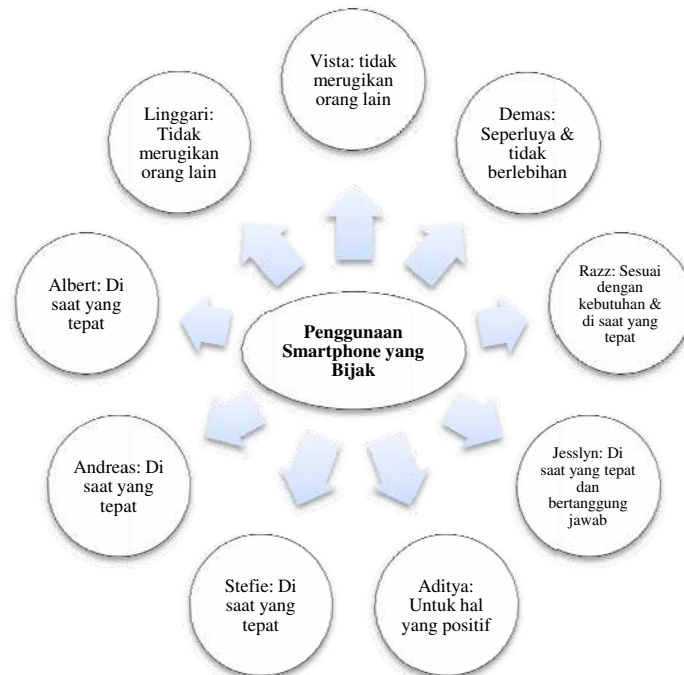 Vista: tidak
merugikan
orang lain
Demas:
Seperluya &
tidak
berlebihan
Razz: Sesuai
dengan
kebutuhan &
di saat yang
tepat
Jesslyn: Di
saat yang tepat
dan
bertanggung
jawab
Aditya:
Untuk hal
yang positif
Stefie: Di
saat yang
tepat
Andreas: Di
saat yang
tepat
Albert: Di
saat yang
tepat
Linggari:
Tidak
merugikan
orang lain
Penggunaan
Smartphone yang
Bijak